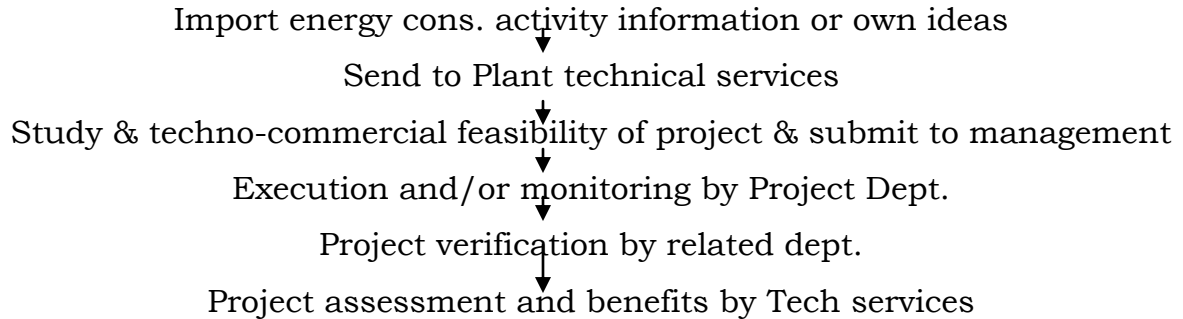 Import energy cons. activity information or own ideas
Send to Plant technical services
Study & techno-commercial feasibility of project & submit to management
Execution and/or monitoring by Project Dept.
Project verification by related dept.
Project assessment and benefits by Tech services